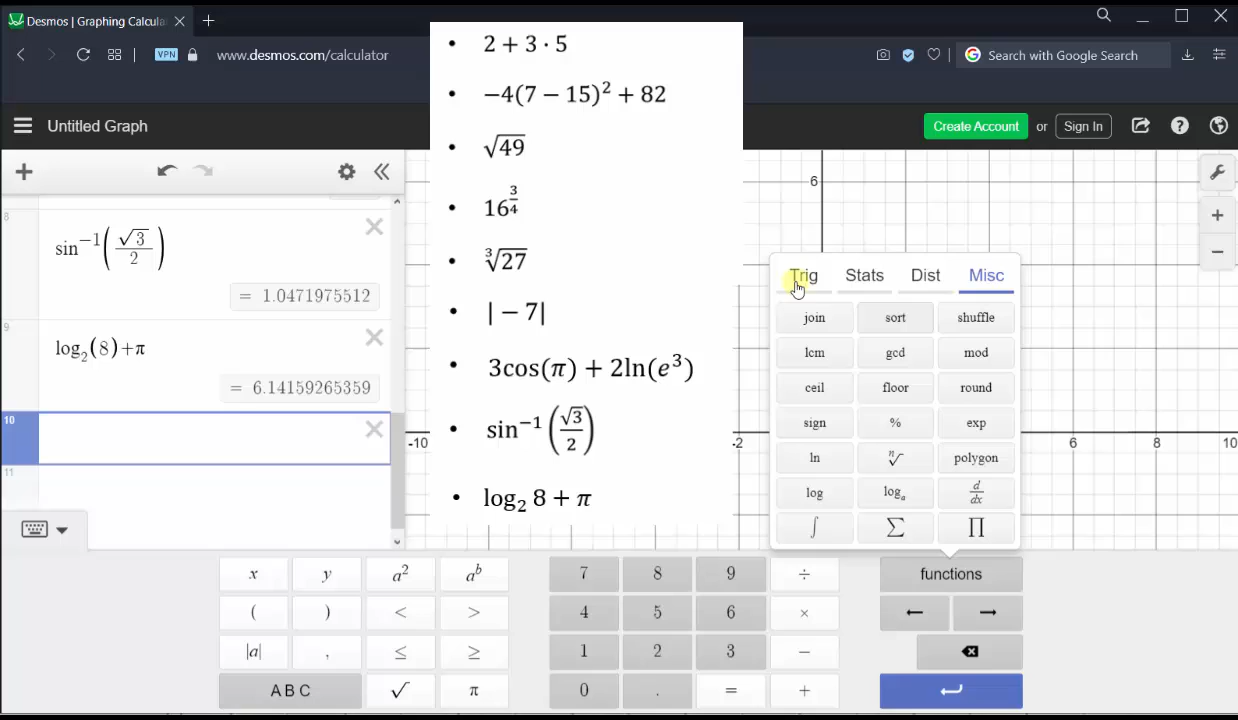 Desmos | Graphing Calcula
VPN www.desmos.com/calculator Search with Google Search
Untitled Graph Create Account or Sign In
• 2 + 3 · 5
• −4(7 − 15)² + 82
• √49
• 16^(3/4)
• ∛27
• | − 7|
• 3cos(π) + 2ln(e³)
• sin⁻¹(√3/2)
• log₂ 8 + π
8
sin⁻¹(√3/2)
= 1.0471975512
9
log₂(8)+π
= 6.14159265359
10
11
6
-10 -2 6 8 10
Trig Stats Dist Misc
join sort shuffle
lcm gcd mod
ceil floor round
sign % exp
ln ⁿ√ polygon
log logₐ d/dx
∫ ∑ ∏
x y a² aᵇ 7 8 9 ÷ functions
( ) < > 4 5 6 × ← →
|a| , ≤ ≥ 1 2 3 −
A B C √ π 0 . = +